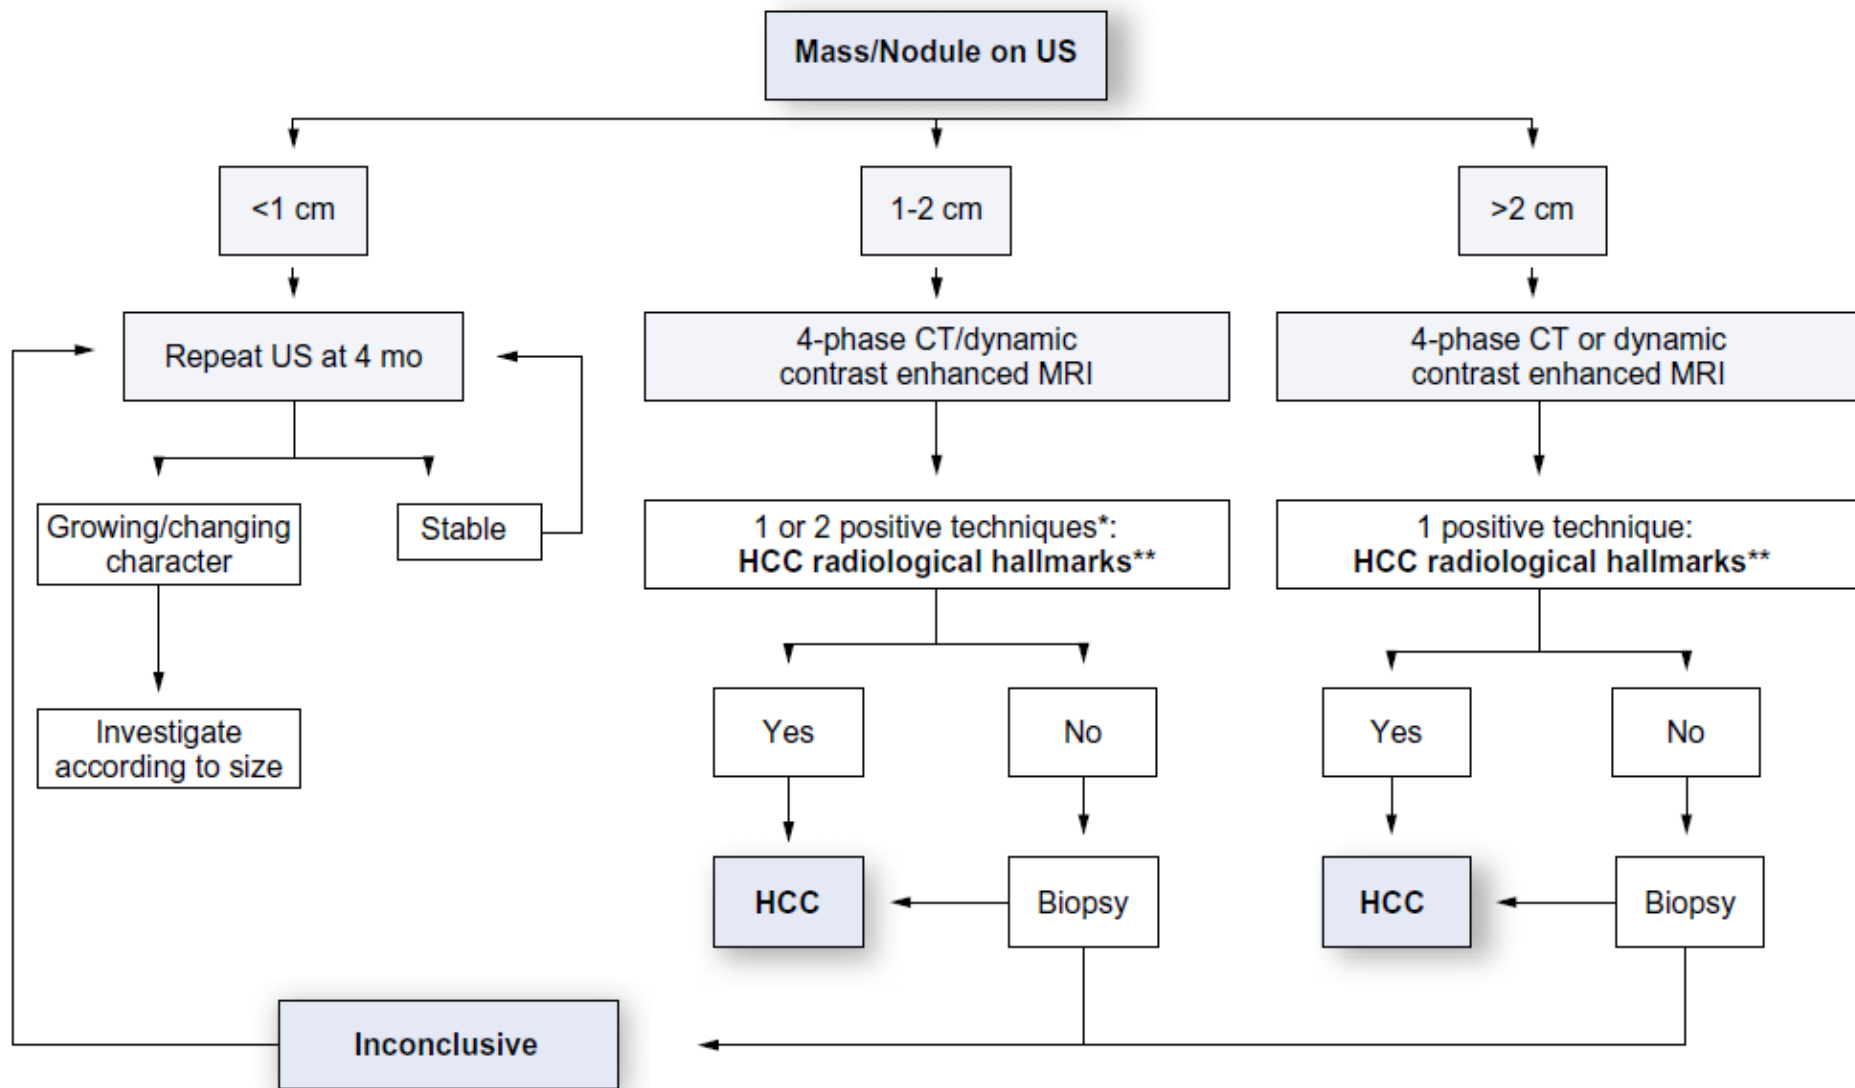 Mass/Nodule on US
<1 cm
1-2 cm
>2 cm
Repeat US at 4 mo
4-phase CT/dynamic
contrast enhanced MRI
4-phase CT or dynamic
contrast enhanced MRI
Growing/changing
character
Stable
1 or 2 positive techniques*:
HCC radiological hallmarks**
1 positive technique:
HCC radiological hallmarks**
Investigate
according to size
Yes
No
Yes
No
HCC
Biopsy
HCC
Biopsy
Inconclusive